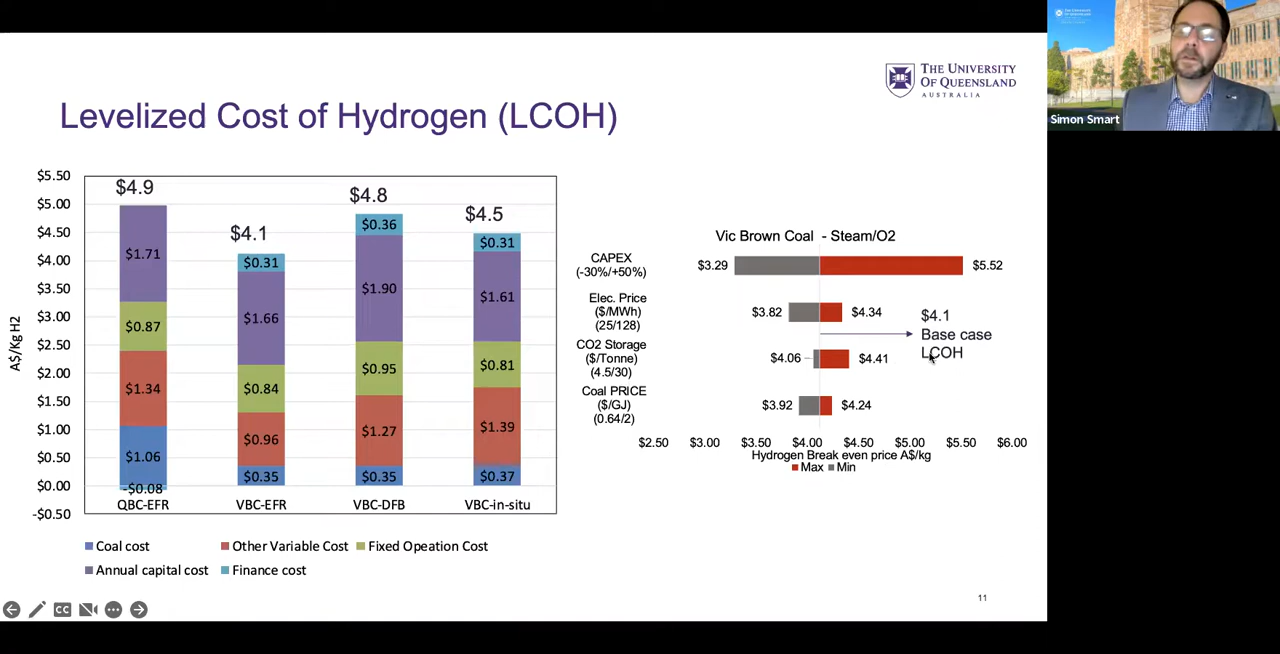 THE UNIVERSITY
OF QUEENSLAND
AUSTRALIA
Simon Smart
Levelized Cost of Hydrogen (LCOH)
A$/Kg H2
$5.50
$5.00
$4.50
$4.00
$3.50
$3.00
$2.50
$2.00
$1.50
$1.00
$0.50
$0.00
-$0.50
$4.9
$1.71
$0.87
$1.34
$1.06
-$0.08
QBC-EFR
$4.1
$0.31
$1.66
$0.84
$0.96
$0.35
VBC-EFR
$4.8
$0.36
$1.90
$0.95
$1.27
$0.35
VBC-DFB
$4.5
$0.31
$1.61
$0.81
$1.39
$0.37
VBC-in-situ
Coal cost
Other Variable Cost
Fixed Opeation Cost
Annual capital cost
Finance cost
Vic Brown Coal - Steam/O2
CAPEX
(-30%/+50%)
$3.29
$5.52
Elec. Price
($/MWh)
(25/128)
$3.82
$4.34
CO2 Storage
($/Tonne)
(4.5/30)
$4.06
$4.41
Coal PRICE
($/GJ)
(0.64/2)
$3.92
$4.24
$4.1
Base case
LCOH
$2.50 $3.00 $3.50 $4.00 $4.50 $5.00 $5.50 $6.00
Hydrogen Break even price A$/kg
Max Min
11
CC